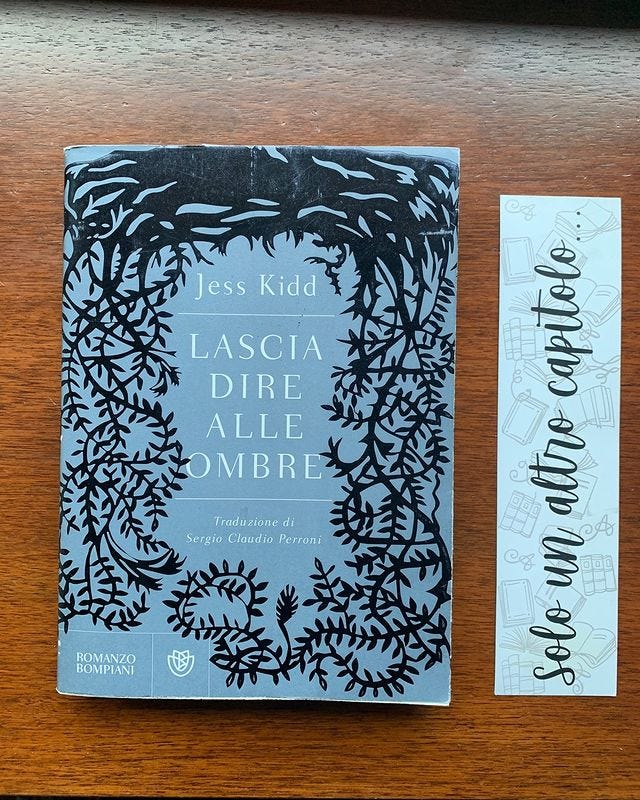 Jess Kidd
LASCIA
DIRE
ALLE
OMBRE
Traduzione di
Sergio Claudio Perroni
ROMANZO
BOMPIANI
Solo un altro capitolo...